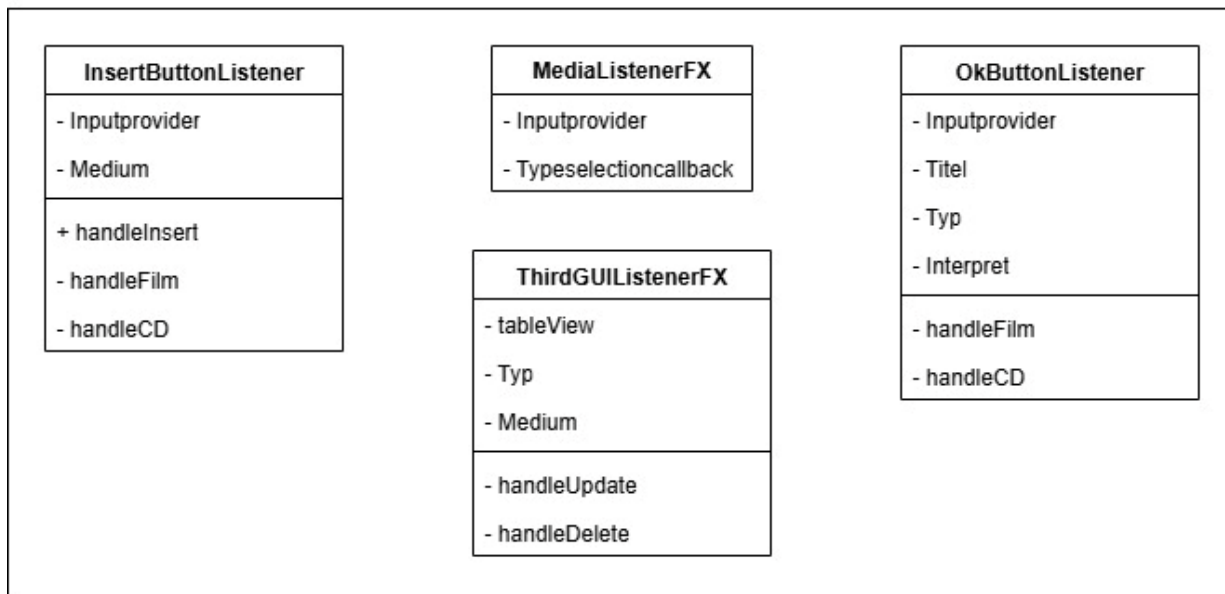 InsertButtonListener
- Inputprovider
- Medium
+ handleInsert
- handleFilm
- handleCD
MediaListenerFX
- Inputprovider
- Typeselectioncallback
ThirdGUIListenerFX
- tableView
- Typ
- Medium
- handleUpdate
- handleDelete
OkButtonListener
- Inputprovider
- Titel
- Typ
- Interpret
- handleFilm
- handleCD